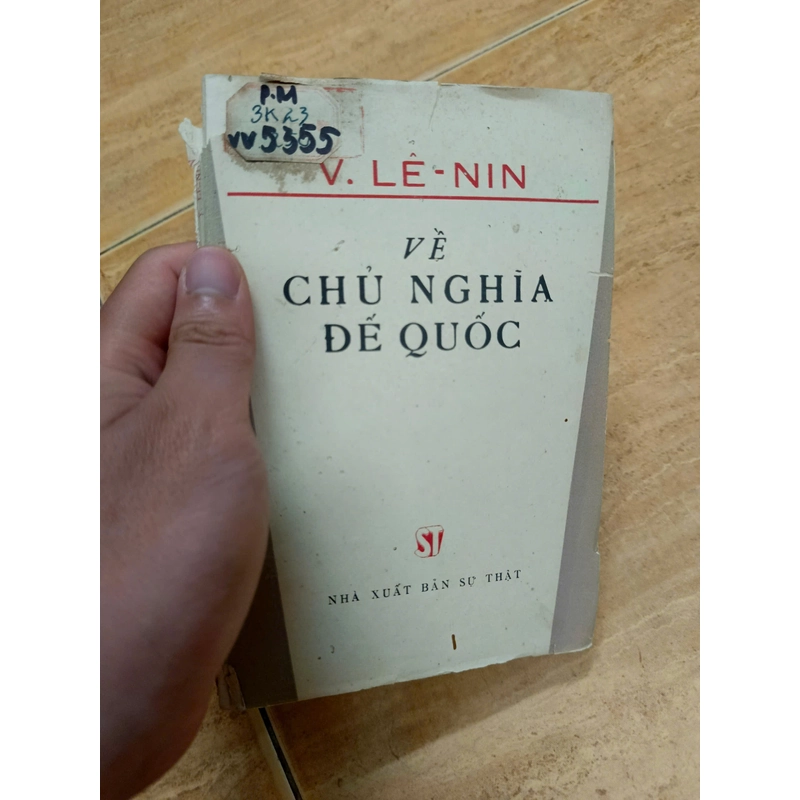 P.M
3K23
VV5355
V. LÊ-NIN
VỀ
CHỦ NGHĨA
ĐẾ QUỐC
ST
NHÀ XUẤT BẢN SỰ THẬT